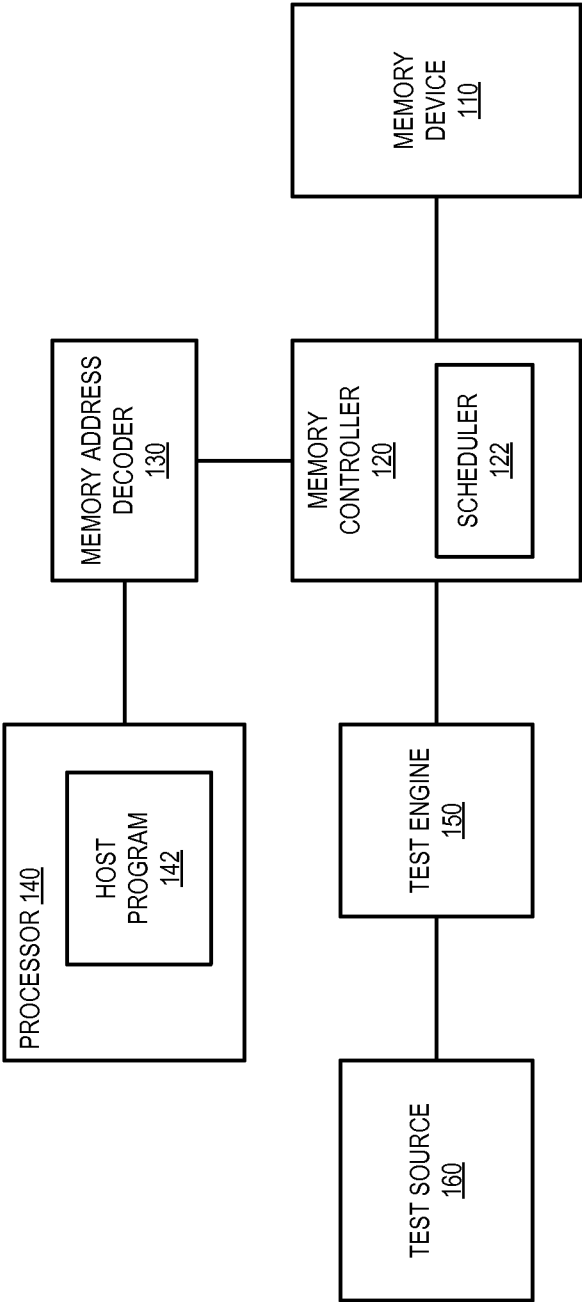 PROCESSOR 140
HOST
PROGRAM
142
MEMORY ADDRESS
DECODER
130
TEST SOURCE
160
TEST ENGINE
150
MEMORY
CONTROLLER
120
SCHEDULER
122
MEMORY
DEVICE
110